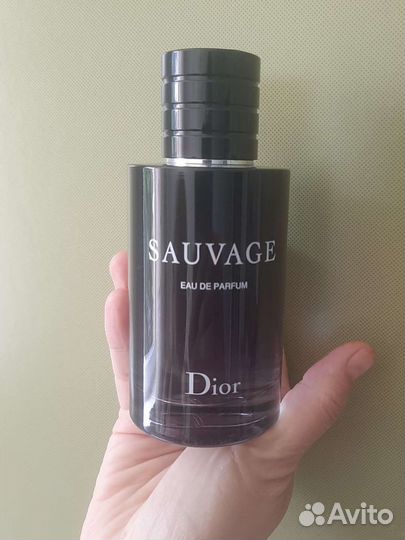 SAUVAGE
EAU DE PARFUM
Dior
Avito